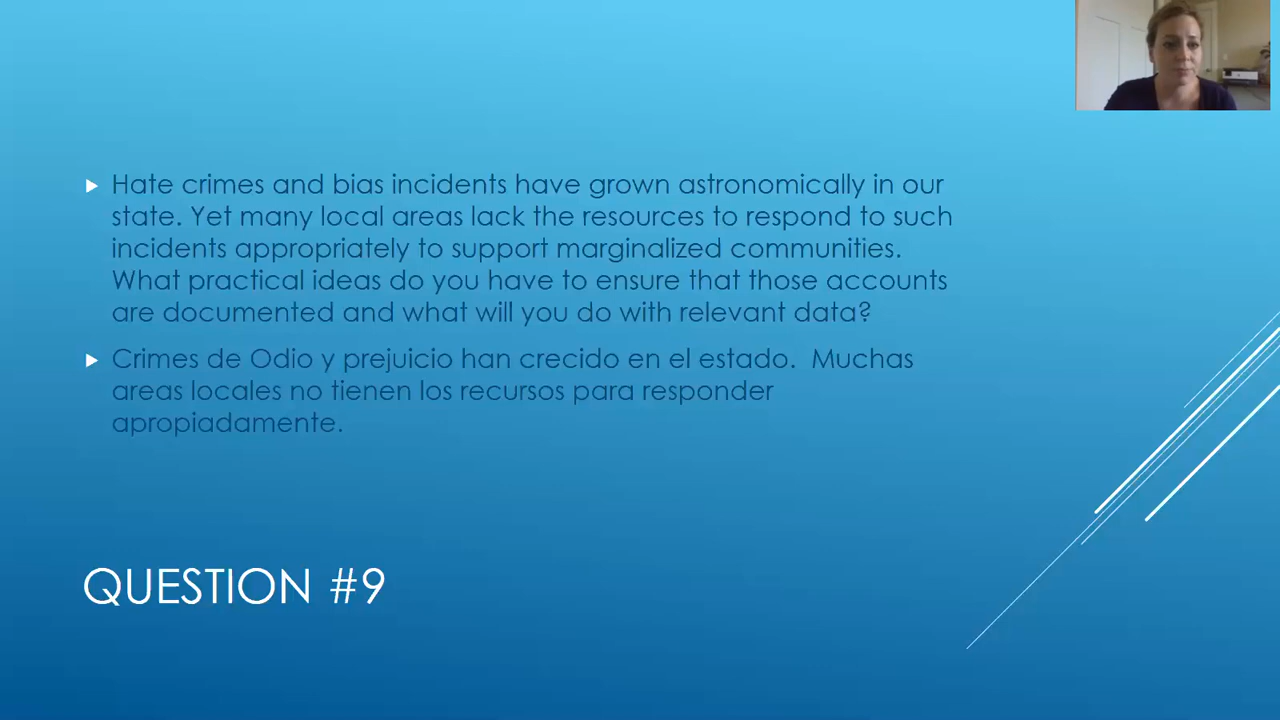 Hate crimes and bias incidents have grown astronomically in our
state. Yet many local areas lack the resources to respond to such
incidents appropriately to support marginalized communities.
What practical ideas do you have to ensure that those accounts
are documented and what will you do with relevant data?
Crimes de Odio y prejuicio han crecido en el estado.  Muchas
areas locales no tienen los recursos para responder
apropiadamente.
QUESTION #9